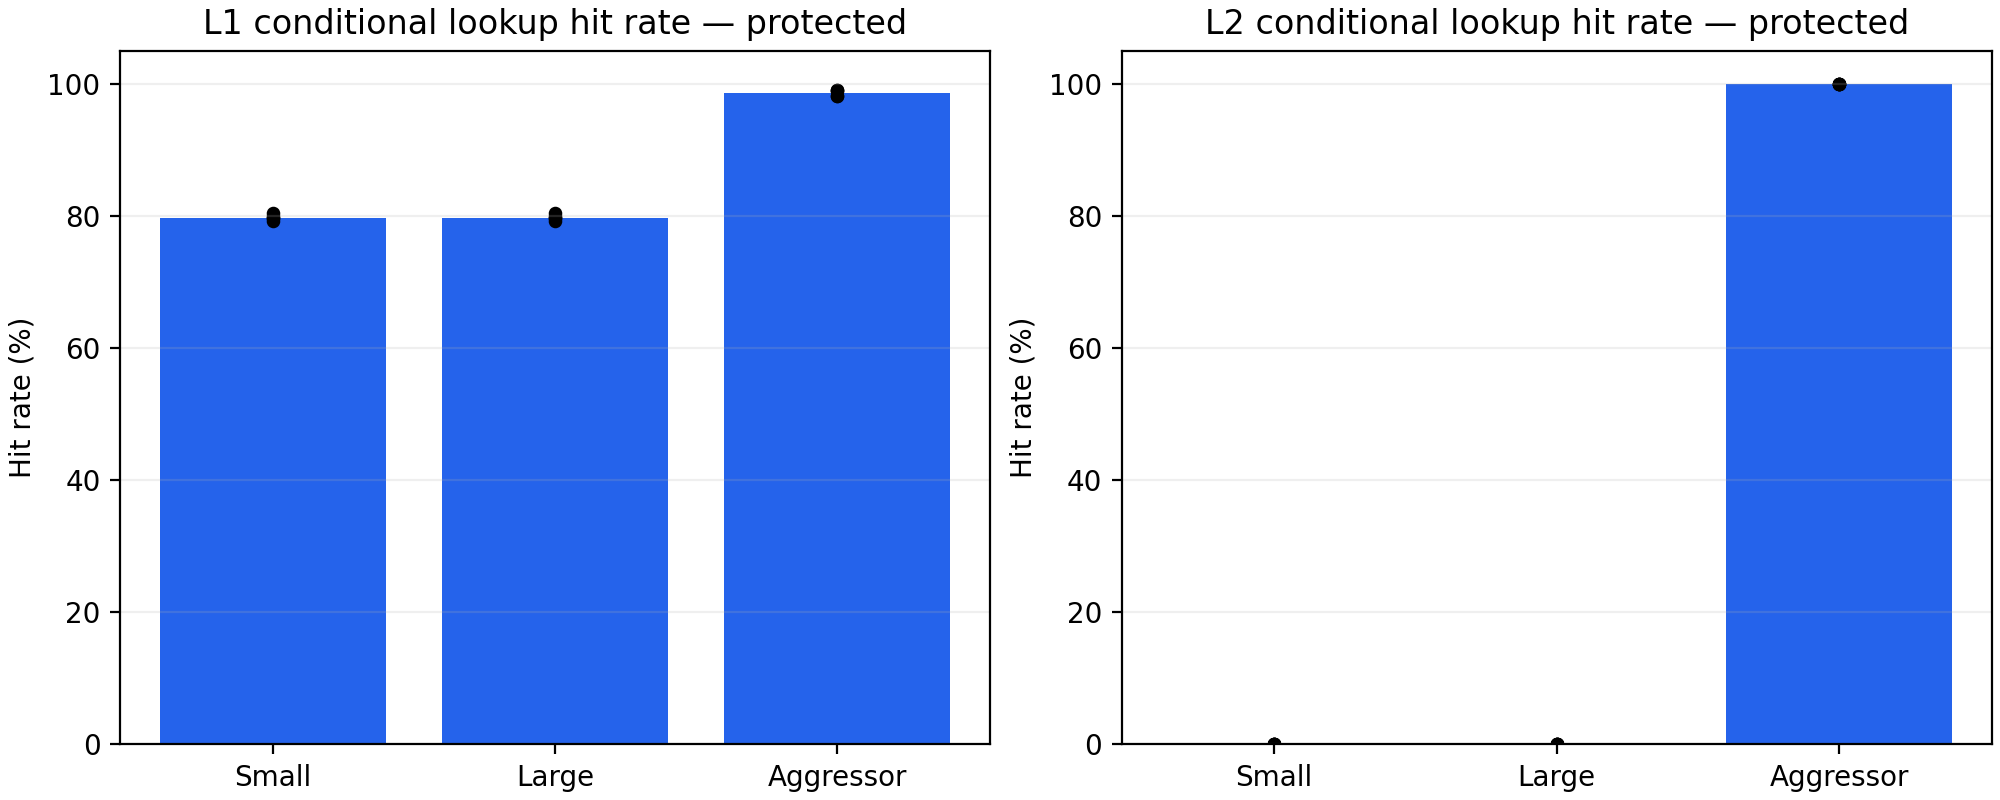 L1 conditional lookup hit rate — protected
Hit rate (%)
100
80
60
40
20
0
Small Large Aggressor
L2 conditional lookup hit rate — protected
Hit rate (%)
100
80
60
40
20
0
Small Large Aggressor